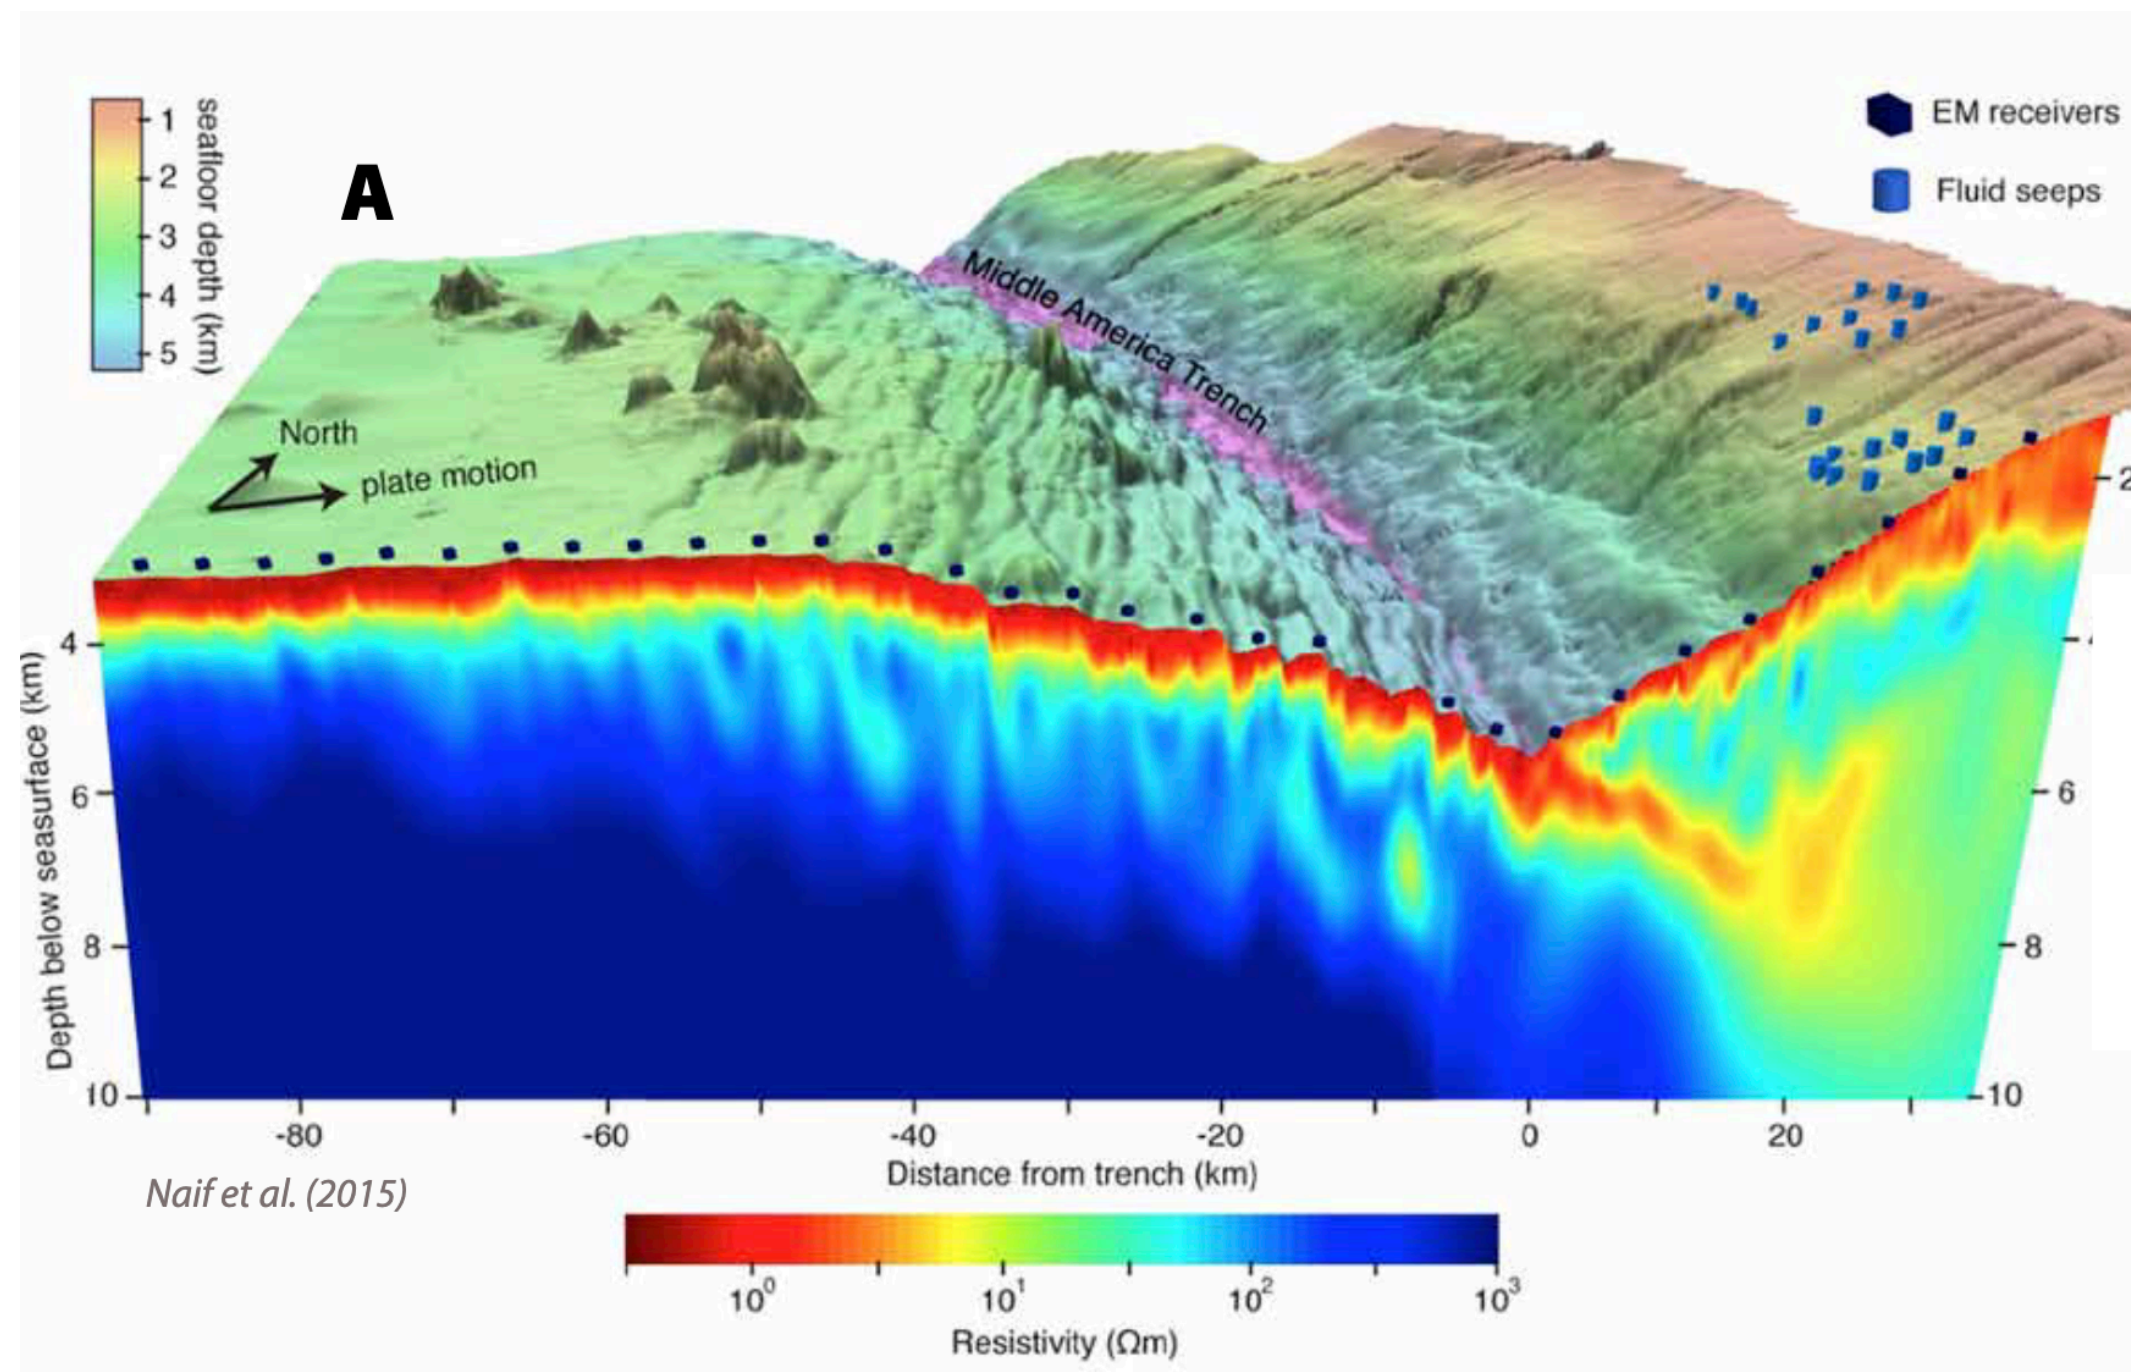 1
2
3
4
5
seafloor depth (km)
A
EM receivers
Fluid seeps
Middle America Trench
North
plate motion
4
6
8
10
Depth below seasurface (km)
2
6
8
10
-80
-60
-40
-20
0
20
Distance from trench (km)
Naif et al. (2015)
10⁰
10¹
10²
10³
Resistivity (Ωm)